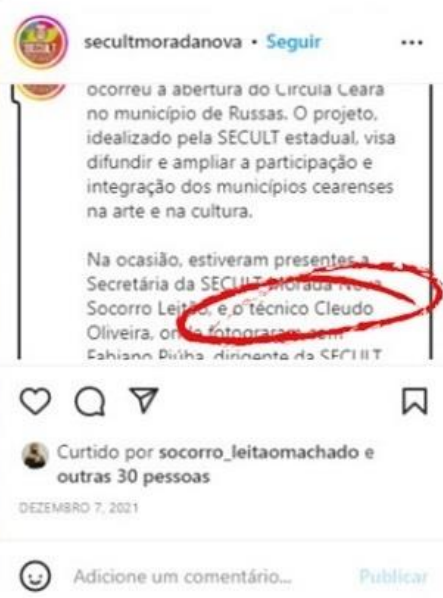 secultmoradanova • Seguir
ocorreu a abertura do Circula Ceará
no município de Russas. O projeto,
idealizado pela SECULT estadual, visa
difundir e ampliar a participação e
integração dos municípios cearenses
na arte e na cultura.
Na ocasião, estiveram presentes a
Secretária da SECULT Morada Nova
Socorro Leitão, e o técnico Cleudo
Oliveira, onde fotograram com
Fabiano Piúba, dirigente da SECULT
Curtido por socorro_leitaomachado e
outras 30 pessoas
DEZEMBRO 7, 2021
Adicione um comentário...
Publicar